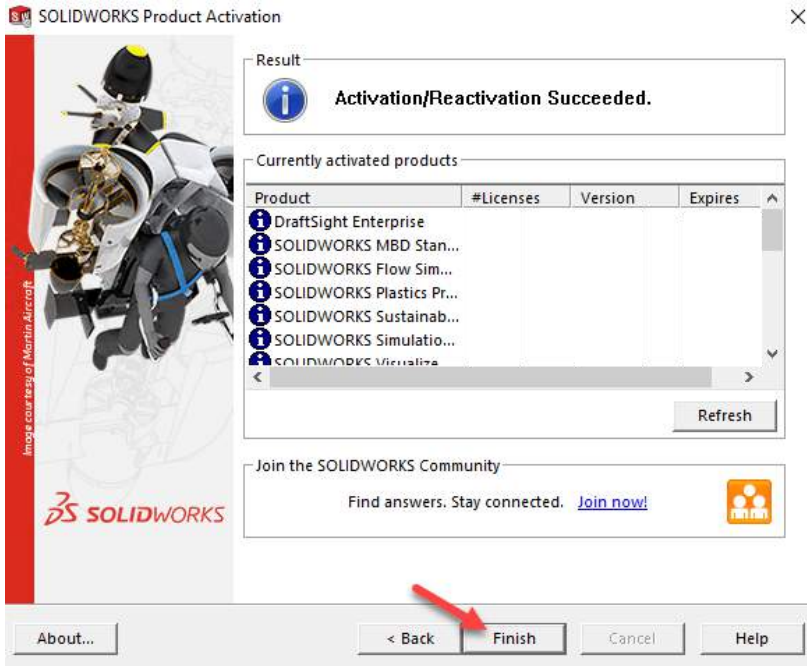 SOLIDWORKS Product Activation
Result
Activation/Reactivation Succeeded.
Currently activated products
Product #Licenses Version Expires
DraftSight Enterprise
SOLIDWORKS MBD Stan...
SOLIDWORKS Flow Sim...
SOLIDWORKS Plastics Pr...
SOLIDWORKS Sustainab...
SOLIDWORKS Simulatio...
SOLIDWORKS Visualize
Refresh
Join the SOLIDWORKS Community
Find answers. Stay connected. Join now!
Image courtesy of Martin Aircraft
SOLIDWORKS
About... < Back Finish Cancel Help